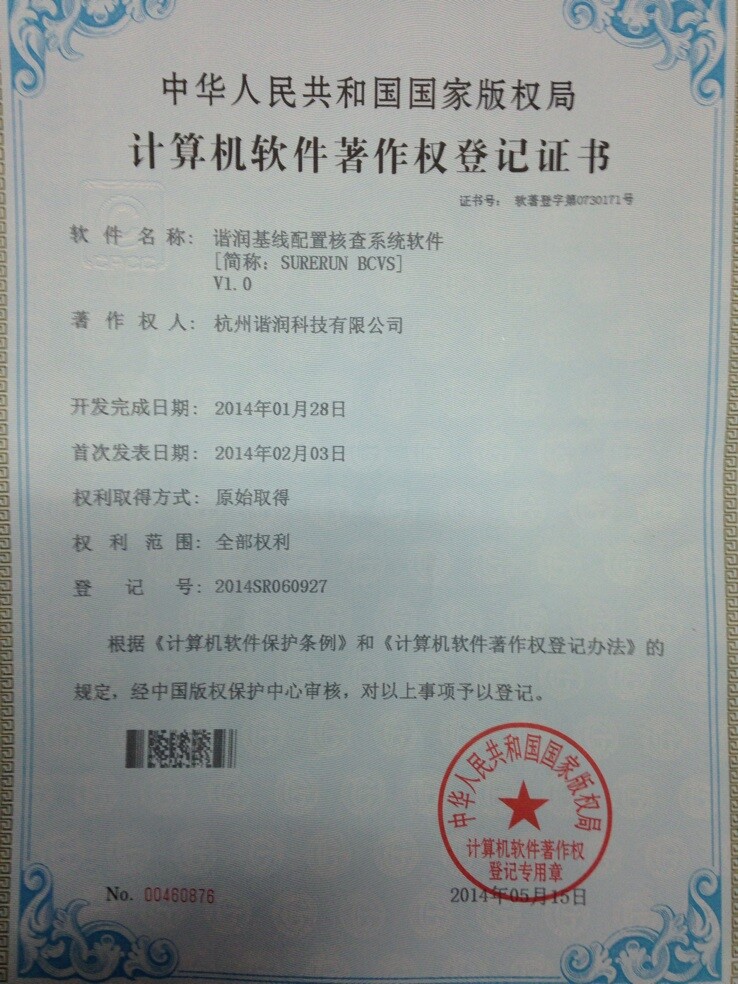 中华人民共和国国家版权局
计算机软件著作权登记证书
证书号： 软著登字第0730171号
软件名称： 谐润基线配置核查系统软件
[简称：SURERUN BCVS]
V1.0
著作权人： 杭州谐润科技有限公司
开发完成日期： 2014年01月28日
首次发表日期： 2014年02月03日
权利取得方式： 原始取得
权利范围： 全部权利
登记号： 2014SR060927
根据《计算机软件保护条例》和《计算机软件著作权登记办法》的
规定，经中国版权保护中心审核，对以上事项予以登记。
中华人民共和国国家版权局
计算机软件著作权
登记专用章
No. 00460876
2014年05月15日